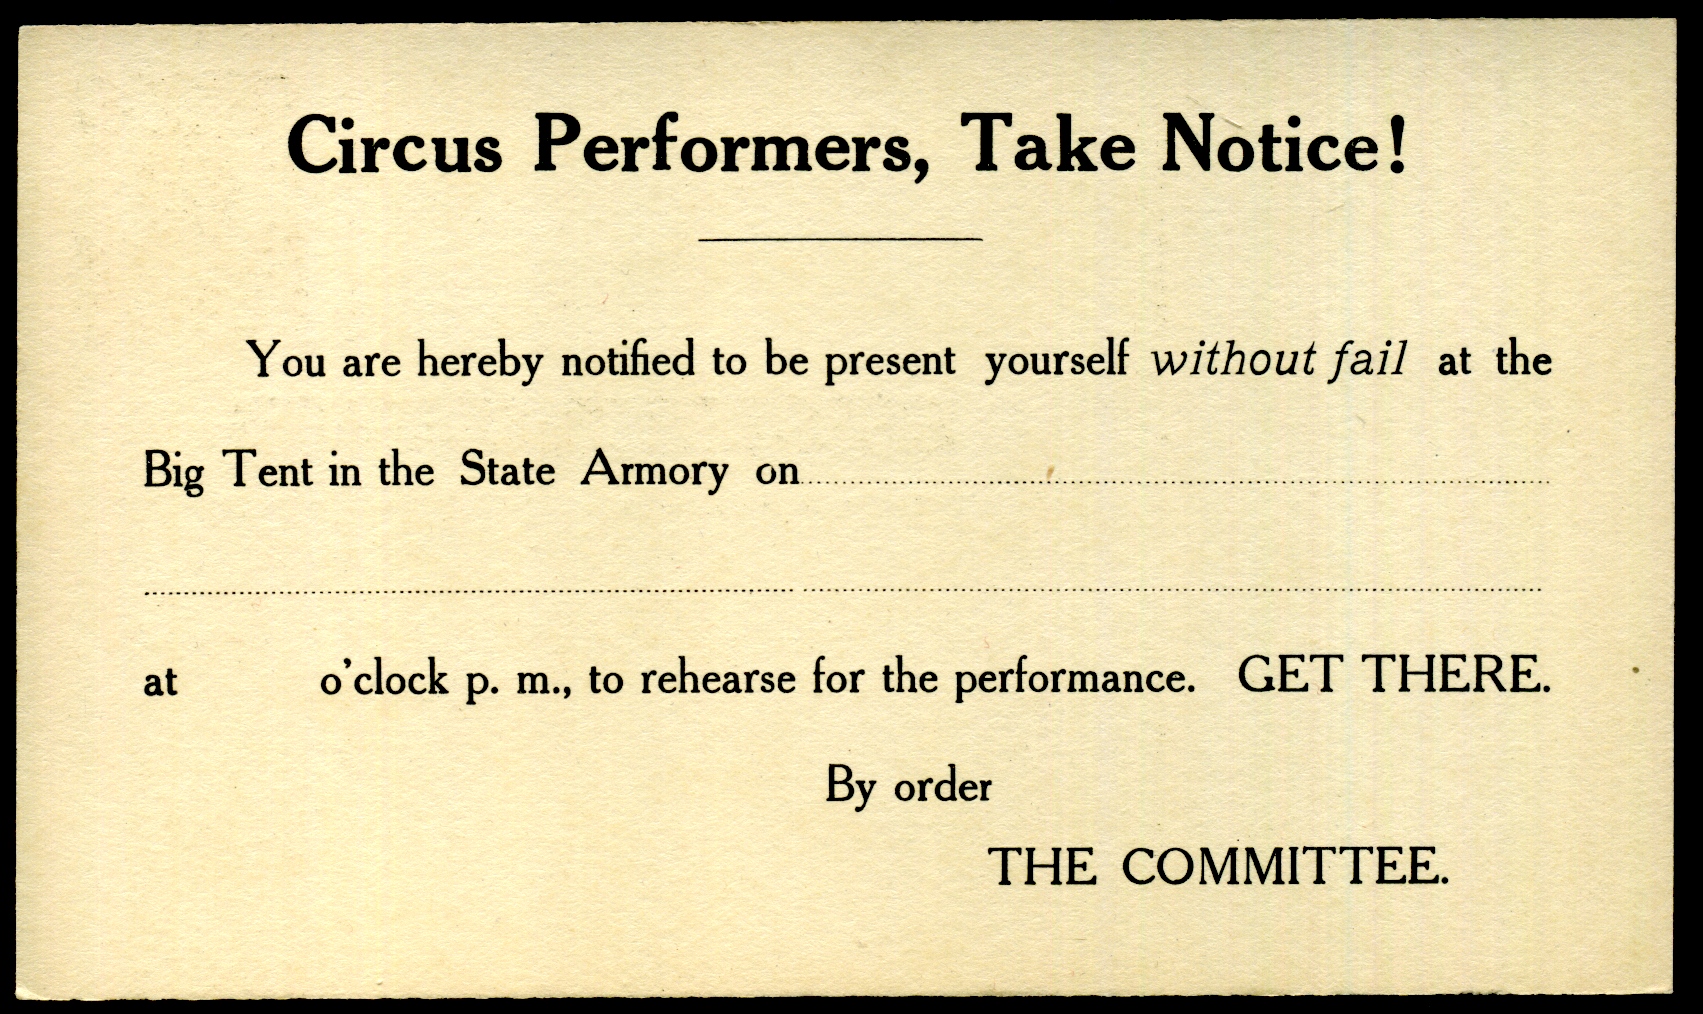 Circus Performers, Take Notice!
You are hereby notified to be present yourself without fail at the
Big Tent in the State Armory on
at o'clock p. m., to rehearse for the performance. GET THERE.
By order
THE COMMITTEE.